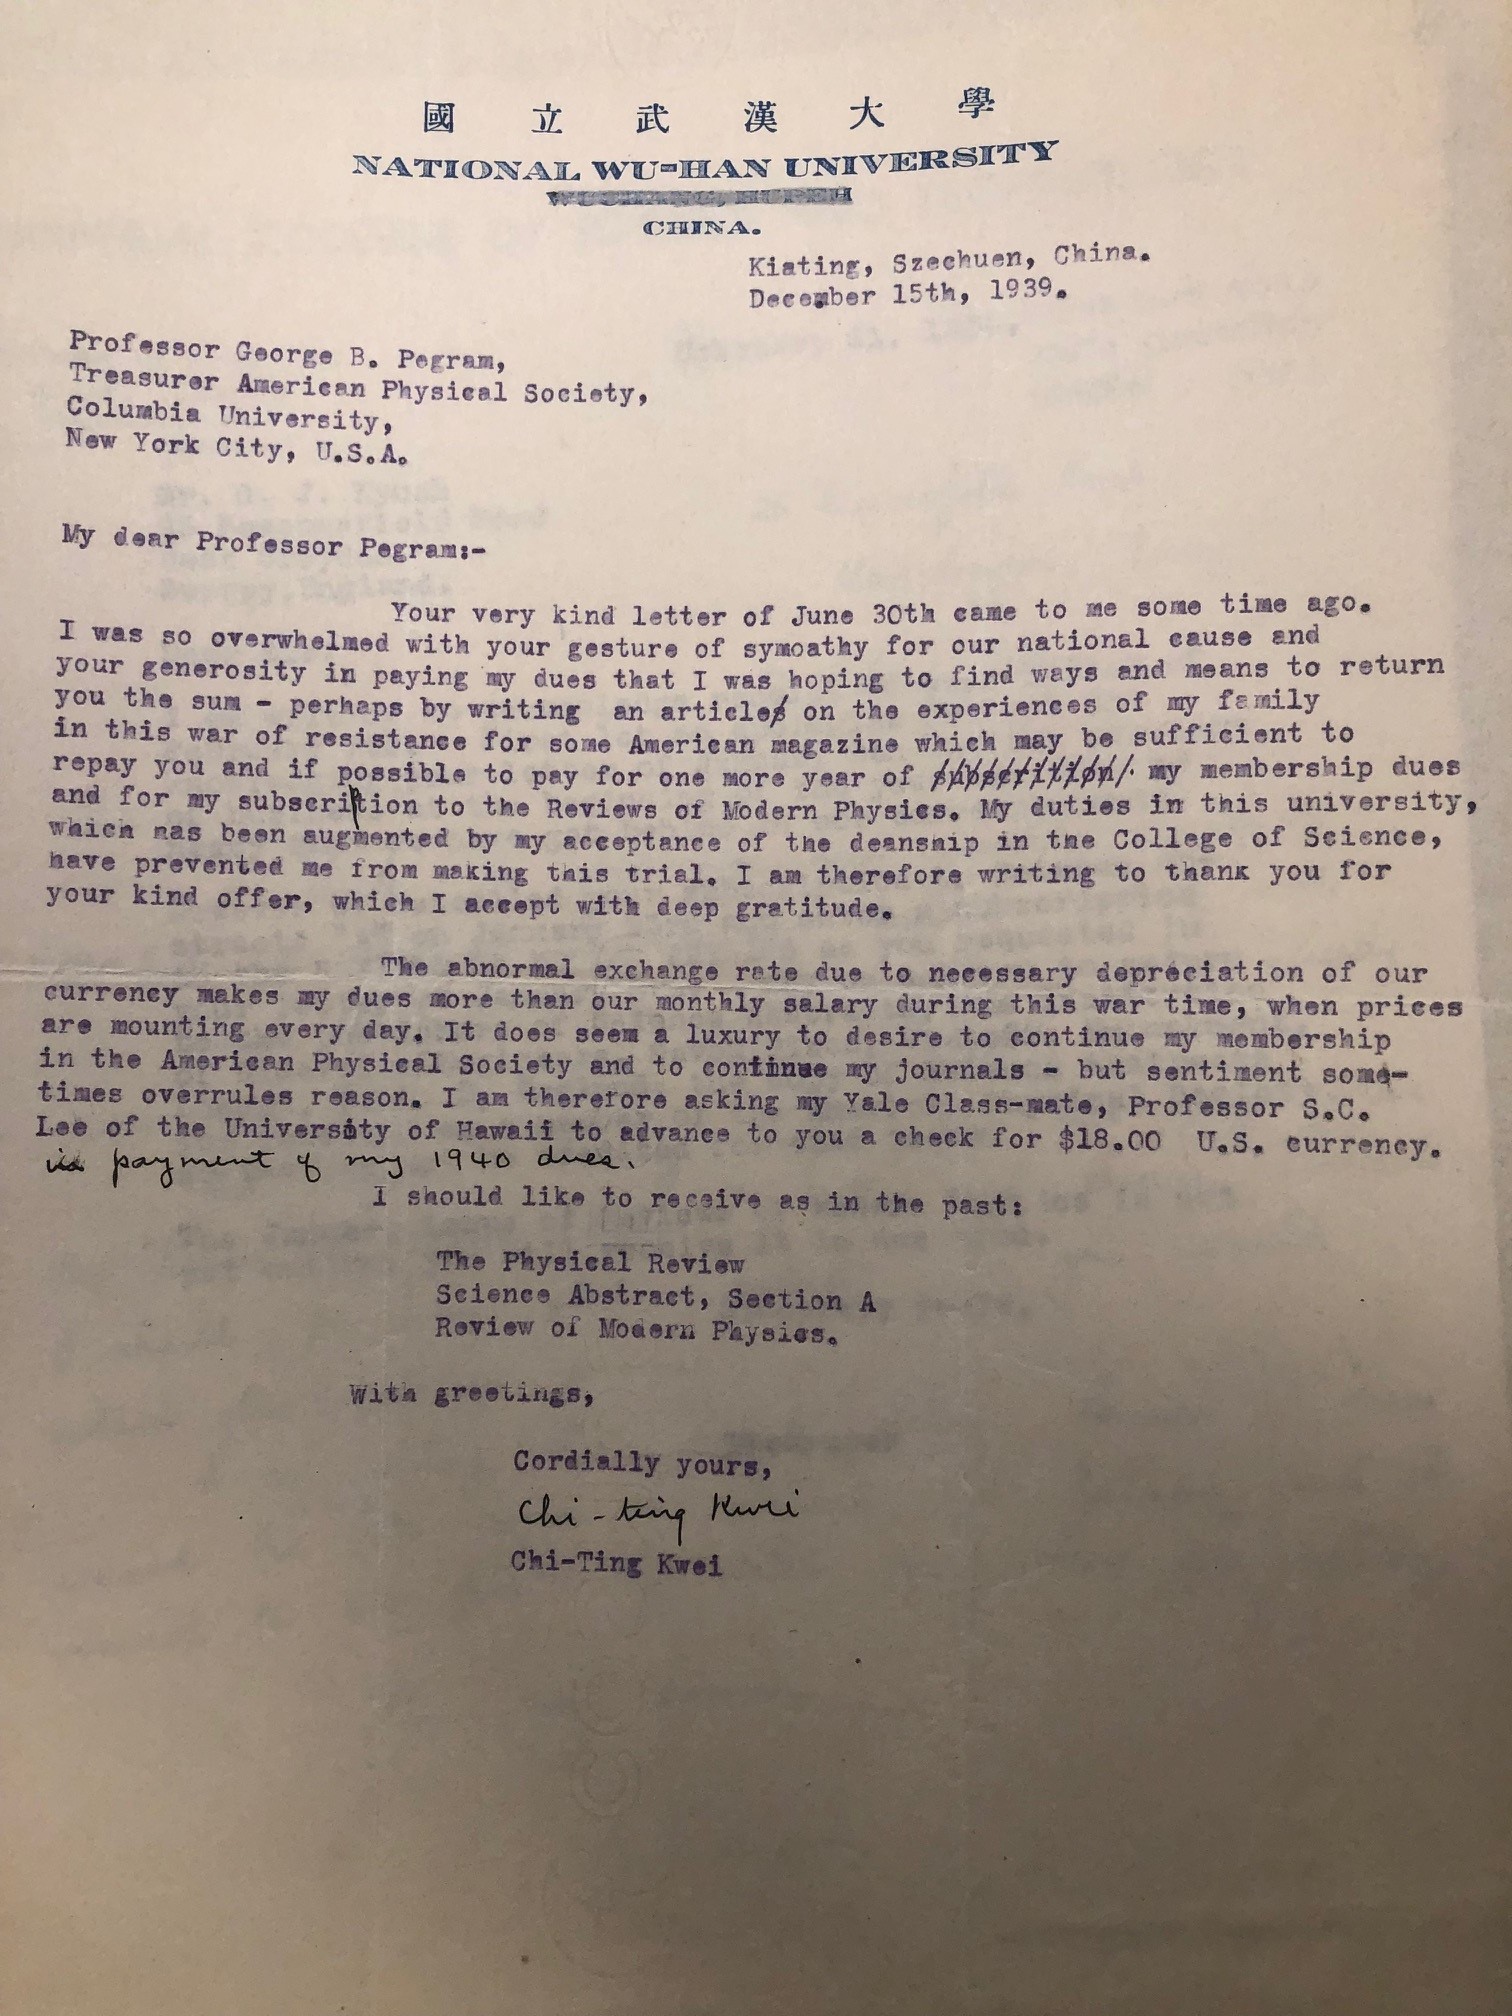 國立武漢大學
NATIONAL WU-HAN UNIVERSITY
WUCHANG, HUPEH
CHINA.
Kiating, Szechuen, China.
December 15th, 1939.
Professor George B. Pegram,
Treasurer American Physical Society,
Columbia University,
New York City, U.S.A.
My dear Professor Pegram:-
Your very kind letter of June 30th came to me some time ago.
I was so overwhelmed with your gesture of symoathy for our national cause and
your generosity in paying my dues that I was hoping to find ways and means to return
you the sum - perhaps by writing an article on the experiences of my family
in this war of resistance for some American magazine which may be sufficient to
repay you and if possible to pay for one more year of my membership dues
and for my subscription to the Reviews of Modern Physics. My duties in this university,
which has been augmented by my acceptance of the deanship in the College of Science,
have prevented me from making this trial. I am therefore writing to thank you for
your kind offer, which I accept with deep gratitude.
The abnormal exchange rate due to necessary depreciation of our
currency makes my dues more than our monthly salary during this war time, when prices
are mounting every day. It does seem a luxury to desire to continue my membership
in the American Physical Society and to continue my journals - but sentiment some-
times overrules reason. I am therefore asking my Yale Class-mate, Professor S.C.
Lee of the University of Hawaii to advance to you a check for $18.00 U.S. currency.
in payment of my 1940 dues.
I should like to receive as in the past:
The Physical Review
Science Abstract, Section A
Review of Modern Physics.
With greetings,
Cordially yours,
Chi-ting Kwei
Chi-Ting Kwei